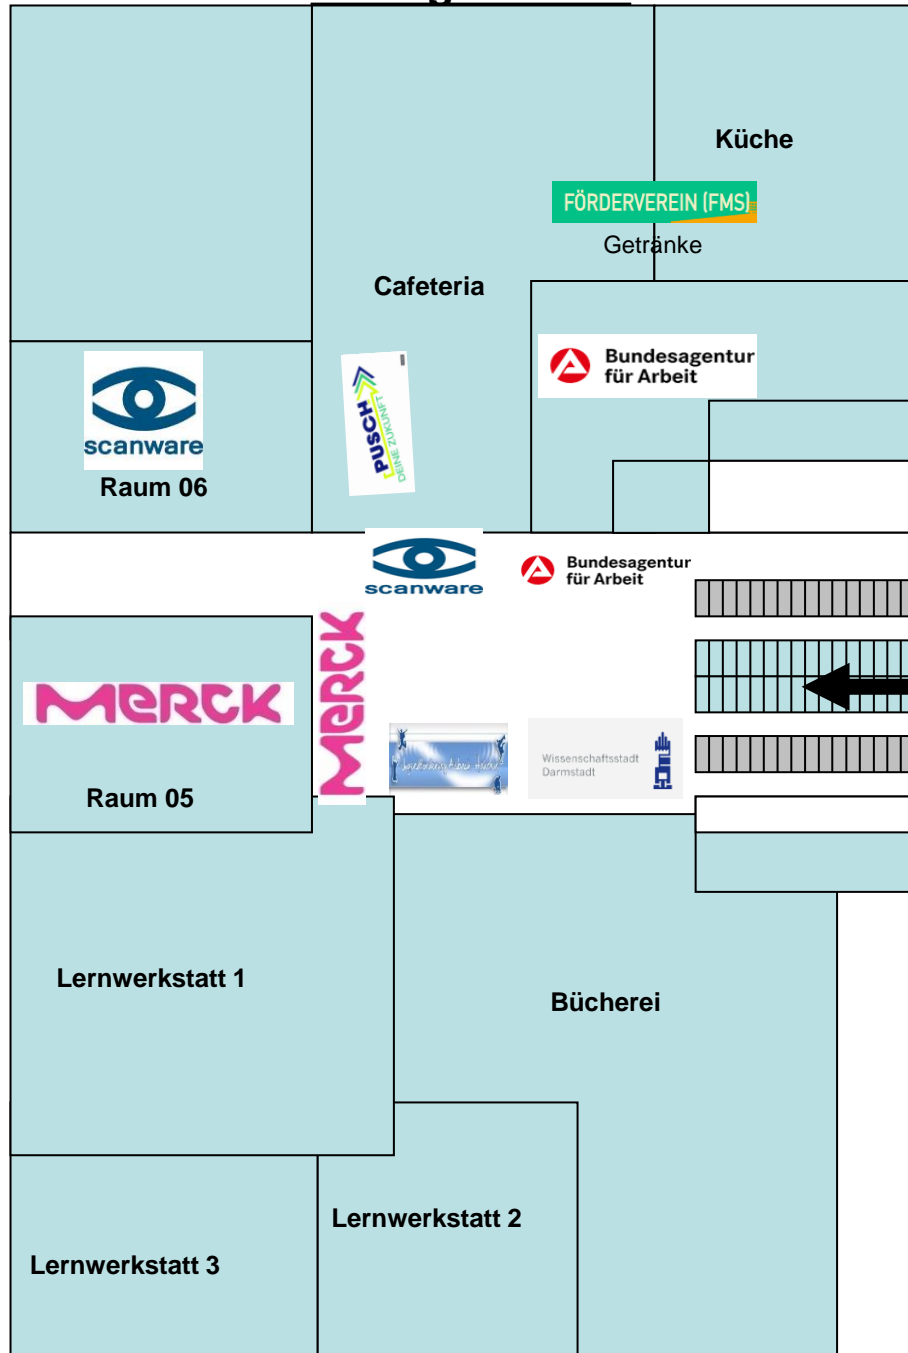 Küche
FÖRDERVEREIN (FMS)
Getränke
Cafeteria
Bundesagentur
für Arbeit
PUSCH
DEINE ZUKUNFT
scanware
Raum 06
scanware
Bundesagentur
für Arbeit
MERCK
MERCK
Wissenschaftsstadt
Darmstadt
Raum 05
Lernwerkstatt 1
Bücherei
Lernwerkstatt 2
Lernwerkstatt 3